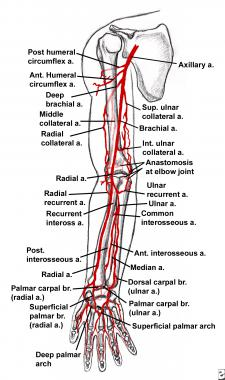 Post humeral
circumflex a.
Axillary a.
Ant. Humeral
circumflex a.
Deep
brachial a.
Sup. ulnar
collateral a.
Middle
collateral a.
Brachial a.
Radial
collateral a.
Int. ulnar
collateral a.
Anastomosis
at elbow joint
Radial a.
Ulnar
recurrent a.
Radial
recurrent a.
Ulnar a.
Recurrent
inteross a.
Common
interosseous a.
Post.
interosseous a.
Ant. interosseous a.
Median a.
Radial a.
Dorsal carpal br.
(ulnar a.)
Palmar carpal br.
(radial a.)
Palmar carpal br.
(ulnar a.)
Superficial
palmar br.
(radial a.)
Superficial palmar arch
Deep palmar
arch